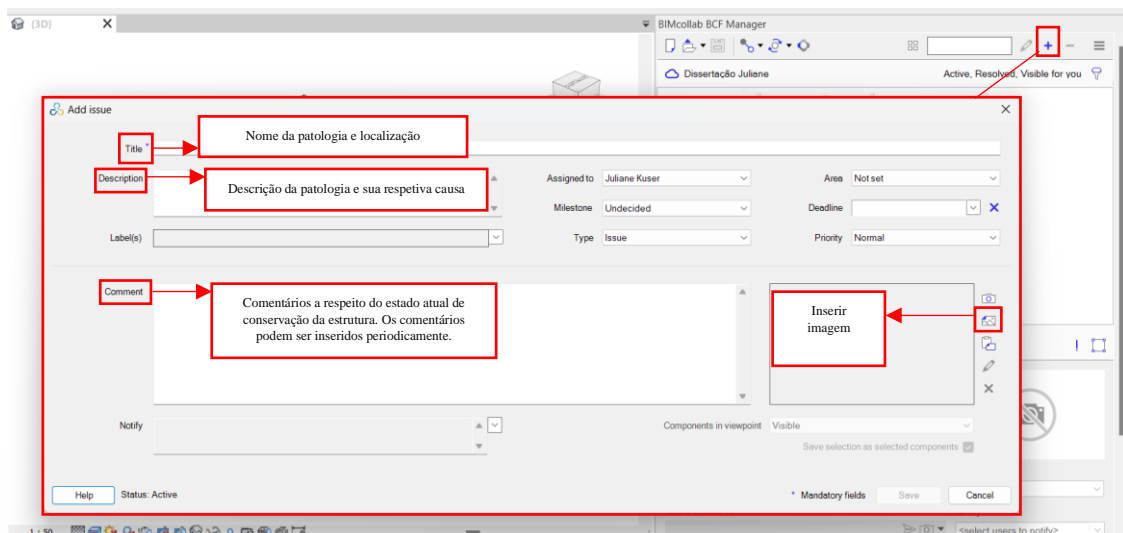 {3D}
BIMcollab BCF Manager
Dissertação Juliane
Active, Resolved, Visible for you
Add issue
Title *
Nome da patologia e localização
Description
Descrição da patologia e sua respetiva causa
Assigned to Juliane Kuser
Area Not set
Milestone Undecided
Deadline
Label(s)
Type Issue
Priority Normal
Comment
Comentários a respeito do estado atual de
conservação da estrutura. Os comentários
podem ser inseridos periodicamente.
Inserir
imagem
Notify
Components in viewpoint Visible
Save selection as selected components
Help
Status: Active
* Mandatory fields
Save
Cancel
1 : 50
<select users to notify>